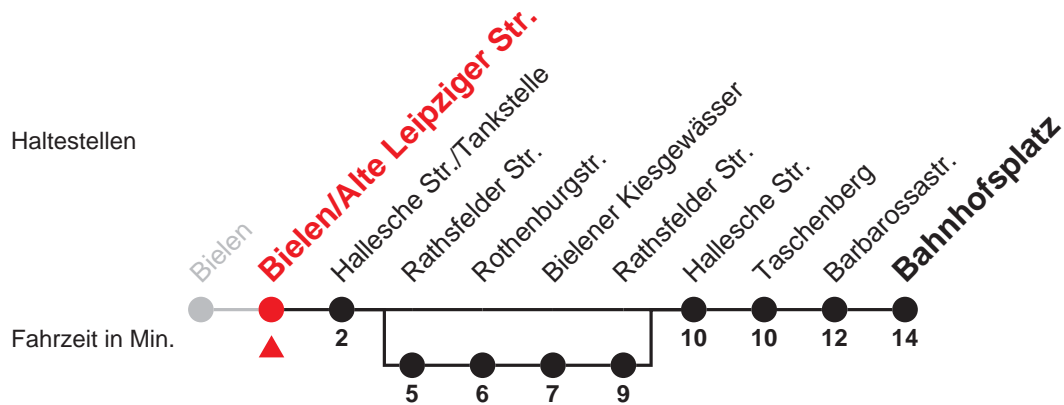 Haltestellen
Bielen
Bielen/Alte Leipziger Str.
Hallesche Str./Tankstelle
Rathsfelder Str.
Rothenburgstr.
Bielener Kiesgewässer
Rathsfelder Str.
Hallesche Str.
Taschenberg
Barbarossastr.
Bahnhofsplatz
Fahrzeit in Min.
2
10
10
12
14
5
6
7
9